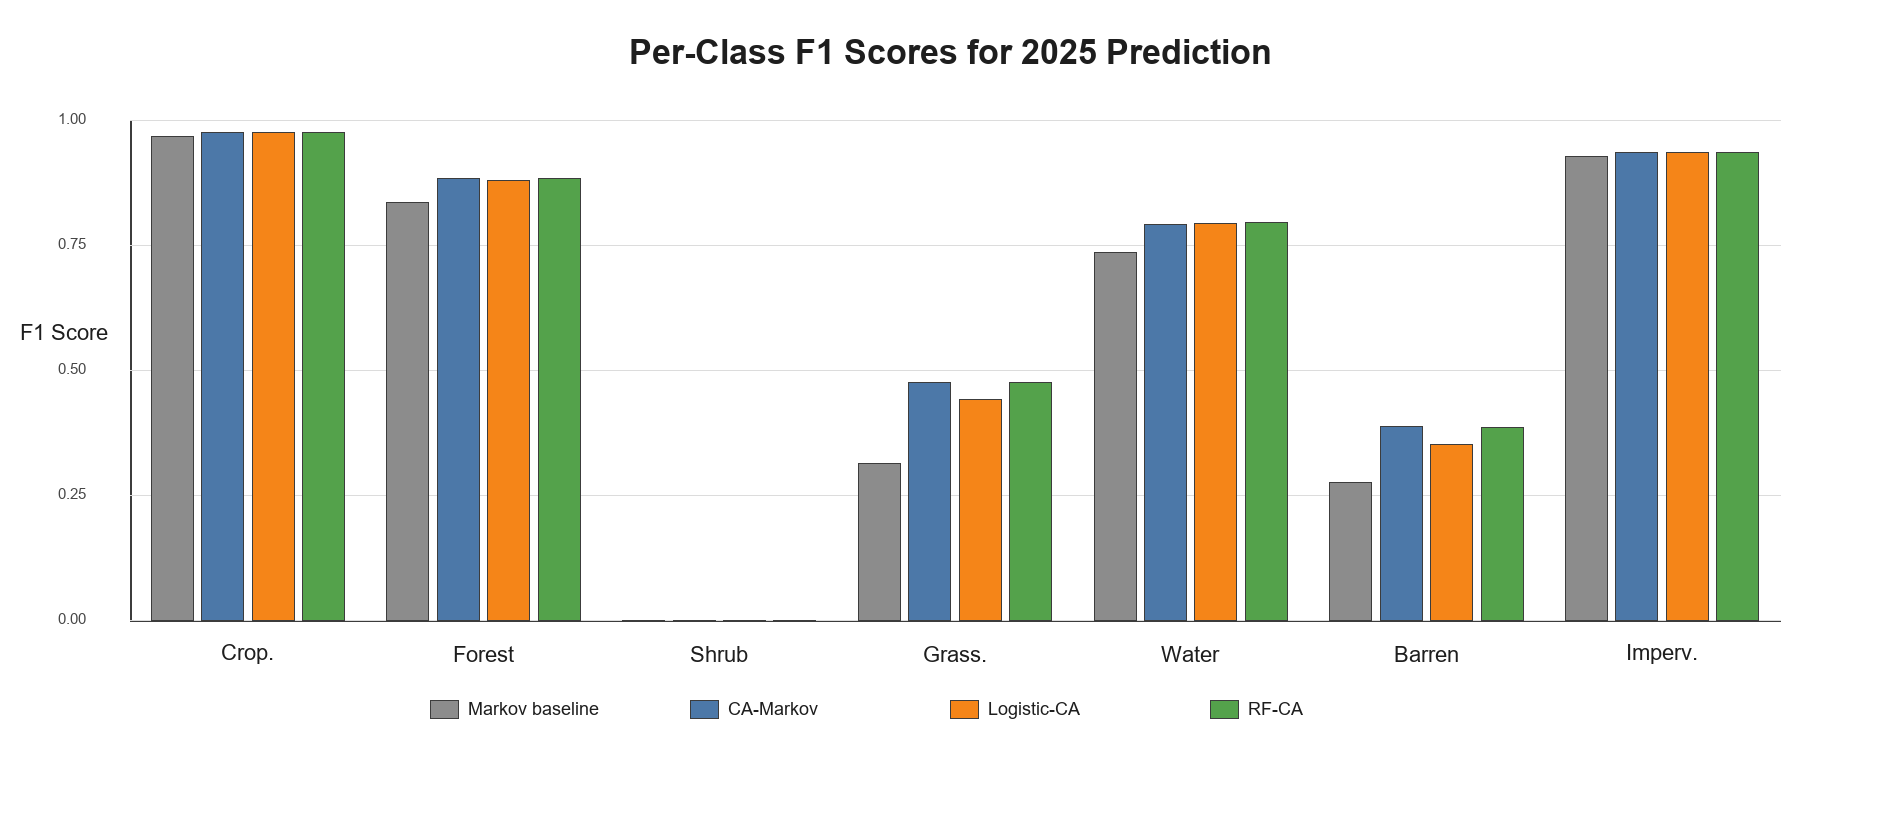 Per-Class F1 Scores for 2025 Prediction
1.00
0.75
F1 Score
0.50
0.25
0.00
Crop. Forest Shrub Grass. Water Barren Imperv.
Markov baseline CA-Markov Logistic-CA RF-CA